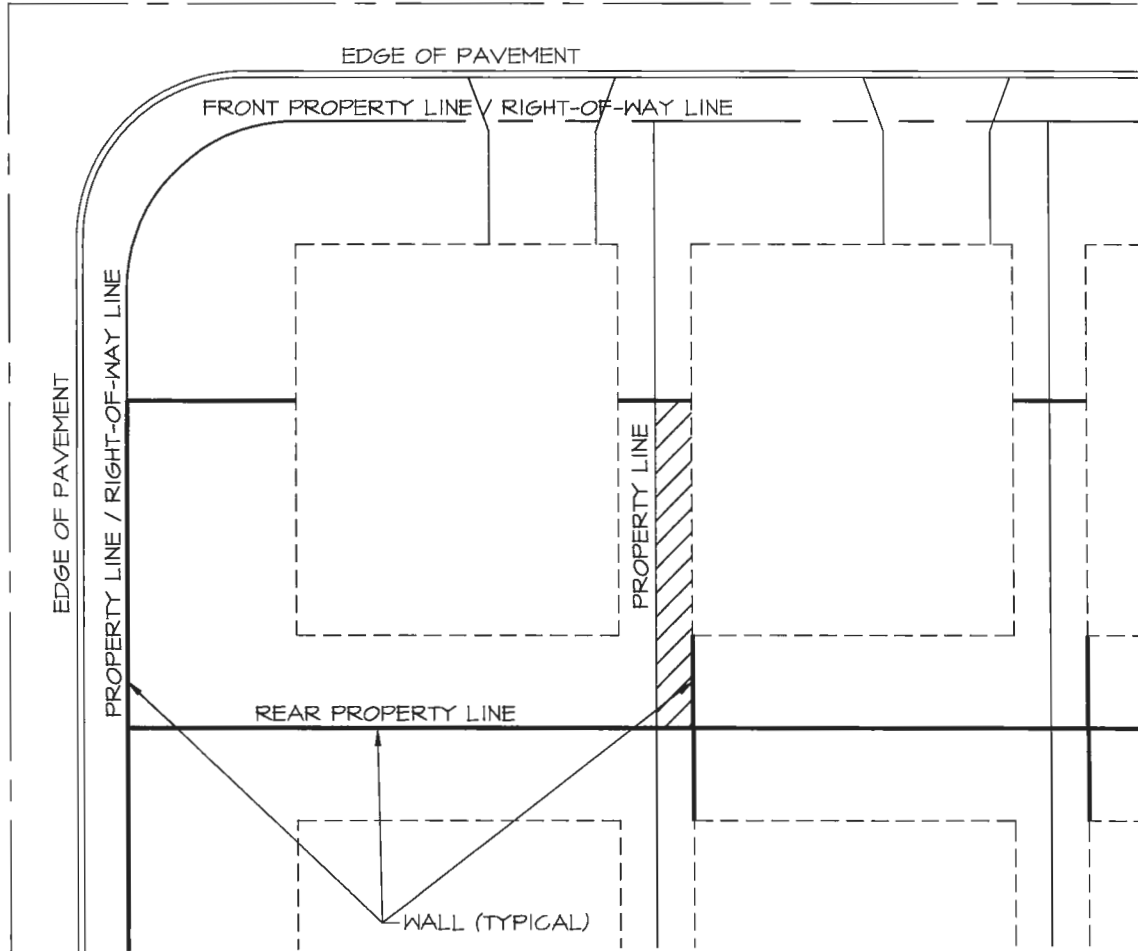 EDGE OF PAVEMENT
FRONT PROPERTY LINE / RIGHT-OF-WAY LINE
PROPERTY LINE / RIGHT-OF-WAY LINE
EDGE OF PAVEMENT
PROPERTY LINE
REAR PROPERTY LINE
WALL (TYPICAL)